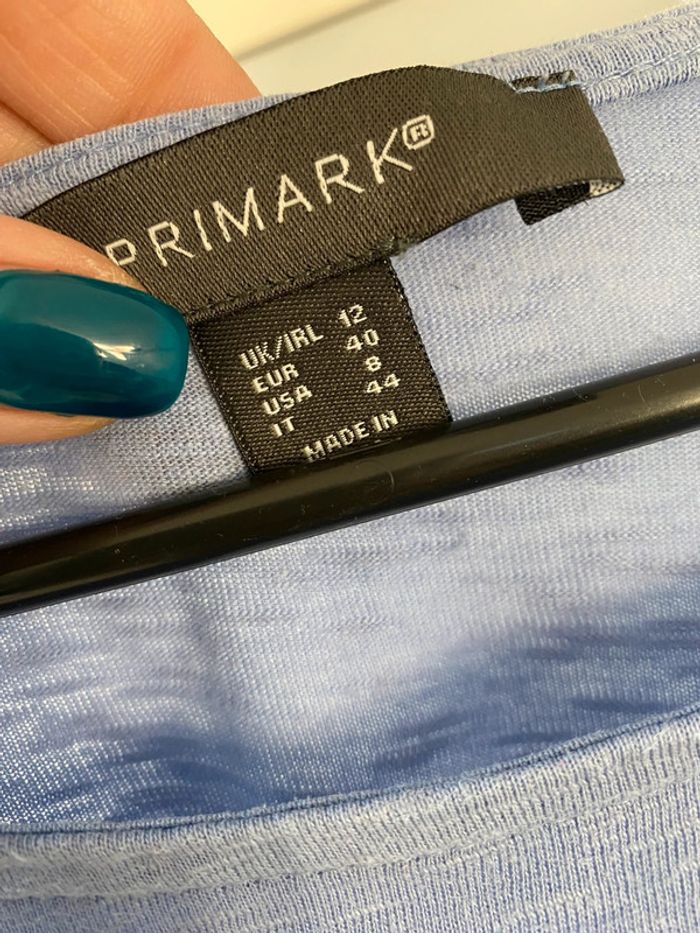 PRIMARK
UK/IRL 12
EUR 40
USA 8
IT 44
MADE IN